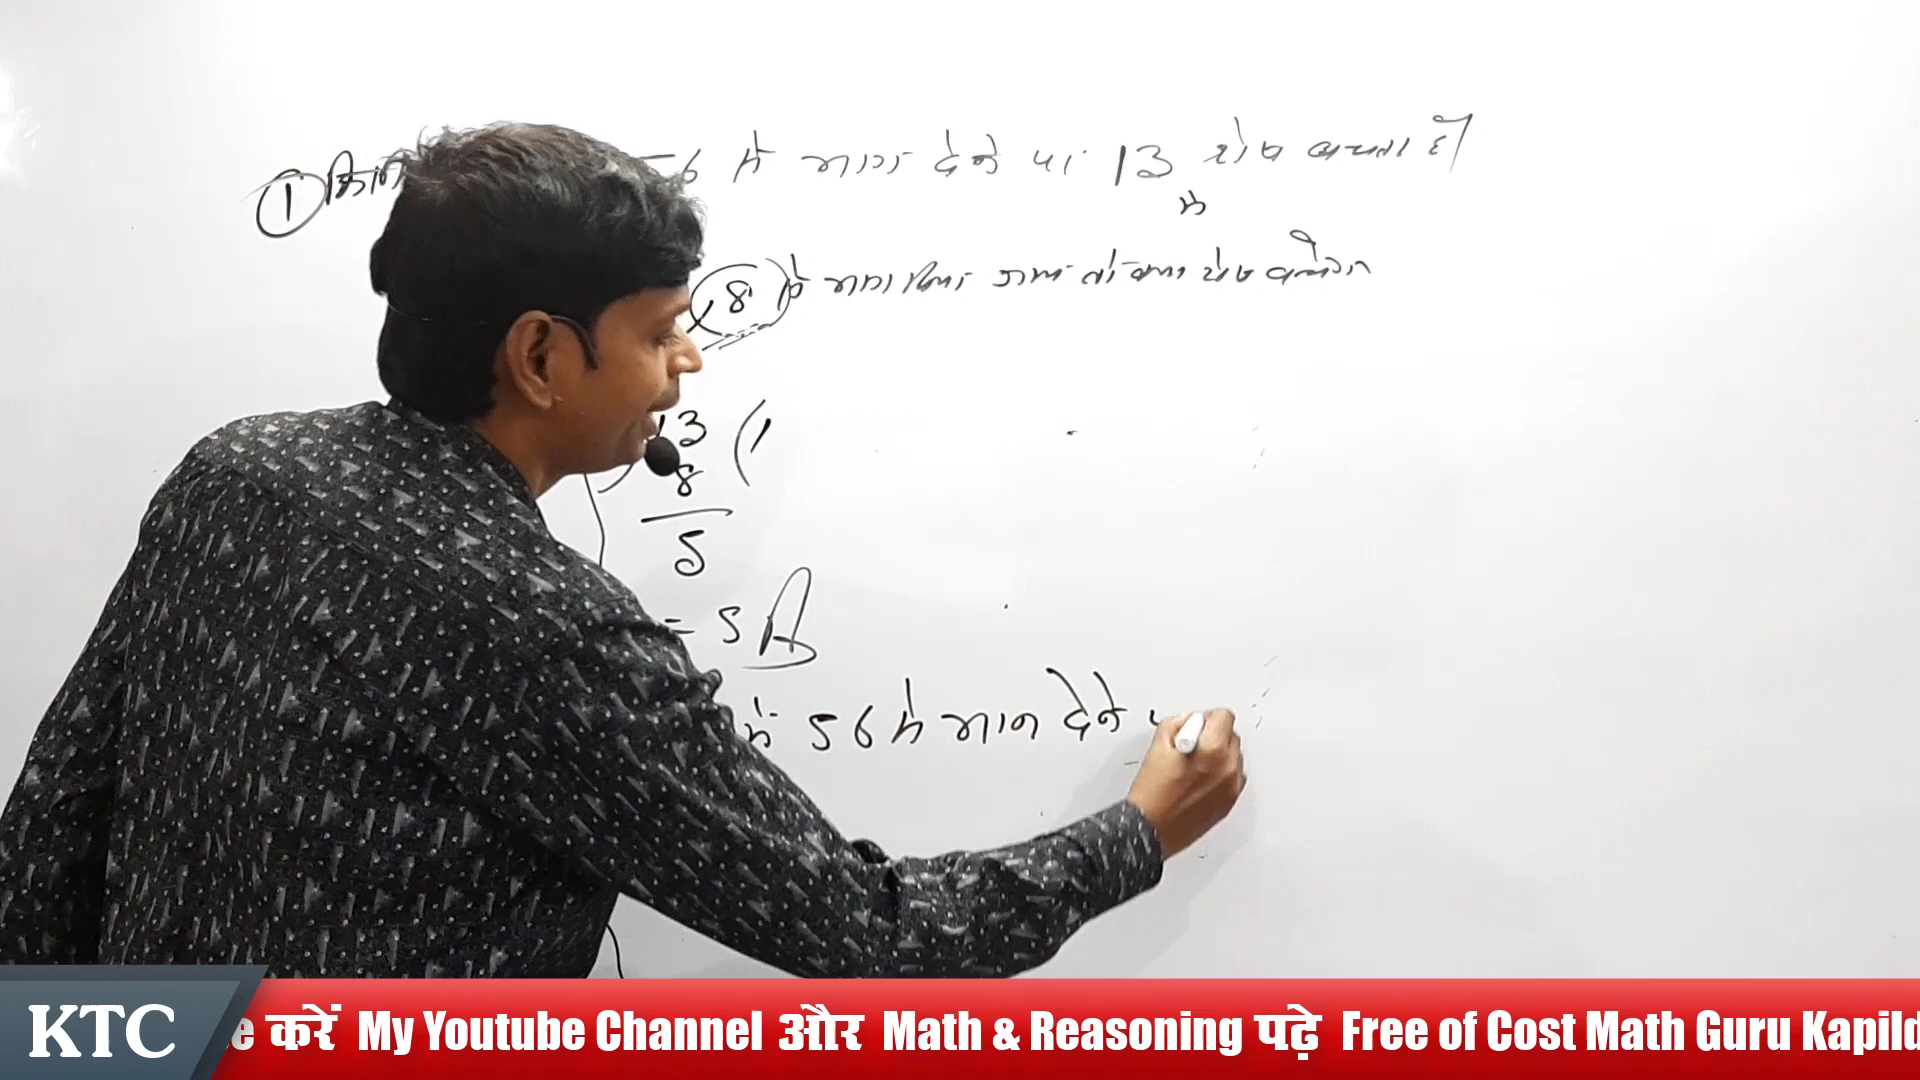 ① 6 में भाग देने पर 13 शेष बचता है
में
8 से भाग दिया जाय तो क्या शेष बचेगा
13 ( 1
8
5
= 5 A
में 56 से भाग देने प
KTC e करें My Youtube Channel और Math & Reasoning पढ़े Free of Cost Math Guru Kapild